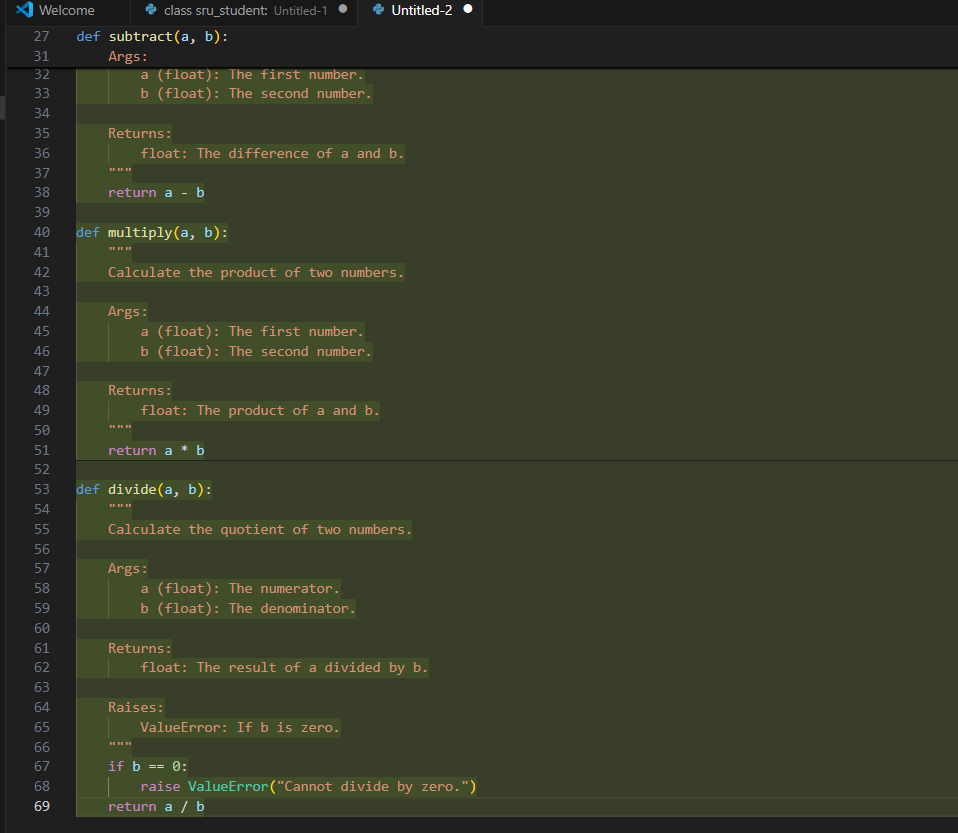 Welcome
class sru_student: Untitled-1
Untitled-2
27 def subtract(a, b):
31     Args:
32         a (float): The first number.
33         b (float): The second number.
34
35     Returns:
36         float: The difference of a and b.
37     """
38     return a - b
39
40 def multiply(a, b):
41     """
42     Calculate the product of two numbers.
43
44     Args:
45         a (float): The first number.
46         b (float): The second number.
47
48     Returns:
49         float: The product of a and b.
50     """
51     return a * b
52
53 def divide(a, b):
54     """
55     Calculate the quotient of two numbers.
56
57     Args:
58         a (float): The numerator.
59         b (float): The denominator.
60
61     Returns:
62         float: The result of a divided by b.
63
64     Raises:
65         ValueError: If b is zero.
66     """
67     if b == 0:
68         raise ValueError("Cannot divide by zero.")
69     return a / b